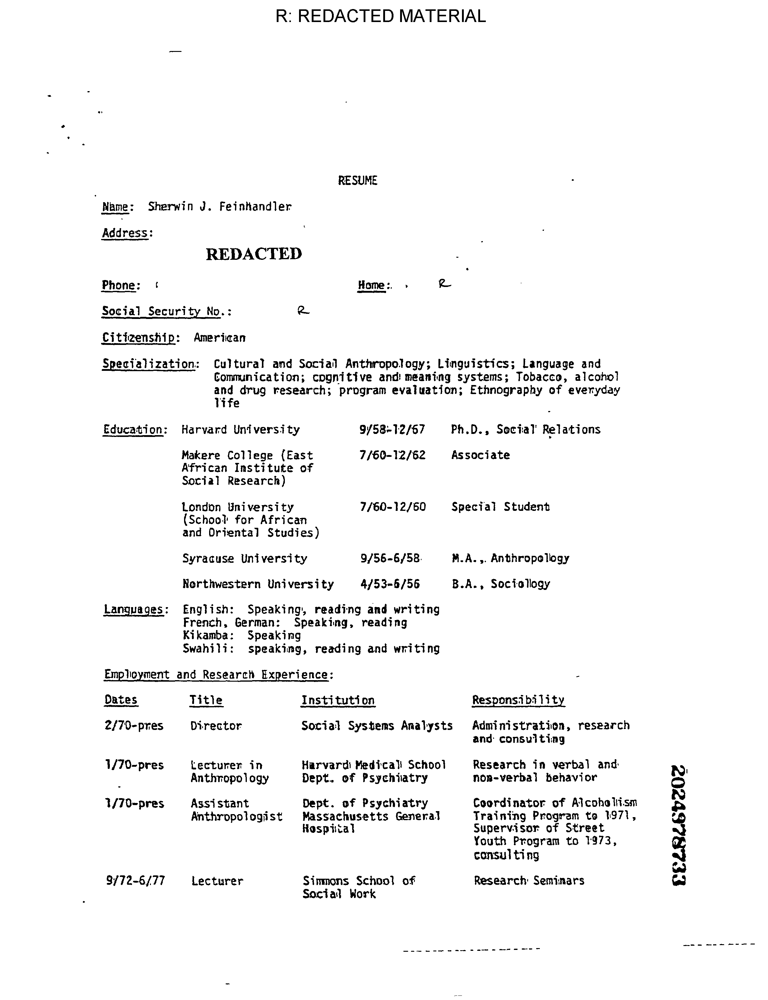 R: REDACTED MATERIAL
RESUME
Name: Sherwin J. Feinhandler
Address:
REDACTED
Phone: Home: R
Social Security No.: R
Citizenship: American
Specialization: Cultural and Social Anthropology; Linguistics; Language and
Communication; cognitive and meaning systems; Tobacco, alcohol
and drug research; program evaluation; Ethnography of everyday
life
Education: Harvard University 9/58-12/67 Ph.D., Social Relations
Makere College (East 7/60-12/62 Associate
African Institute of
Social Research)
London University 7/60-12/60 Special Student
(School for African
and Oriental Studies)
Syracuse University 9/56-6/58 M.A., Anthropology
Northwestern University 4/53-6/56 B.A., Sociology
Languages: English: Speaking, reading and writing
French, German: Speaking, reading
Kikamba: Speaking
Swahili: speaking, reading and writing
Employment and Research Experience:
Dates Title Institution Responsibility
2/70-pres Director Social Systems Analysts Administration, research
and consulting
1/70-pres Lecturer in Harvard Medical School Research in verbal and
Anthropology Dept. of Psychiatry non-verbal behavior
1/70-pres Assistant Dept. of Psychiatry Coordinator of Alcoholism
Anthropologist Massachusetts General Training Program to 1971,
Hospital Supervisor of Street
Youth Program to 1973,
consulting
9/72-6/77 Lecturer Simmons School of Research Seminars
Social Work
2024978733